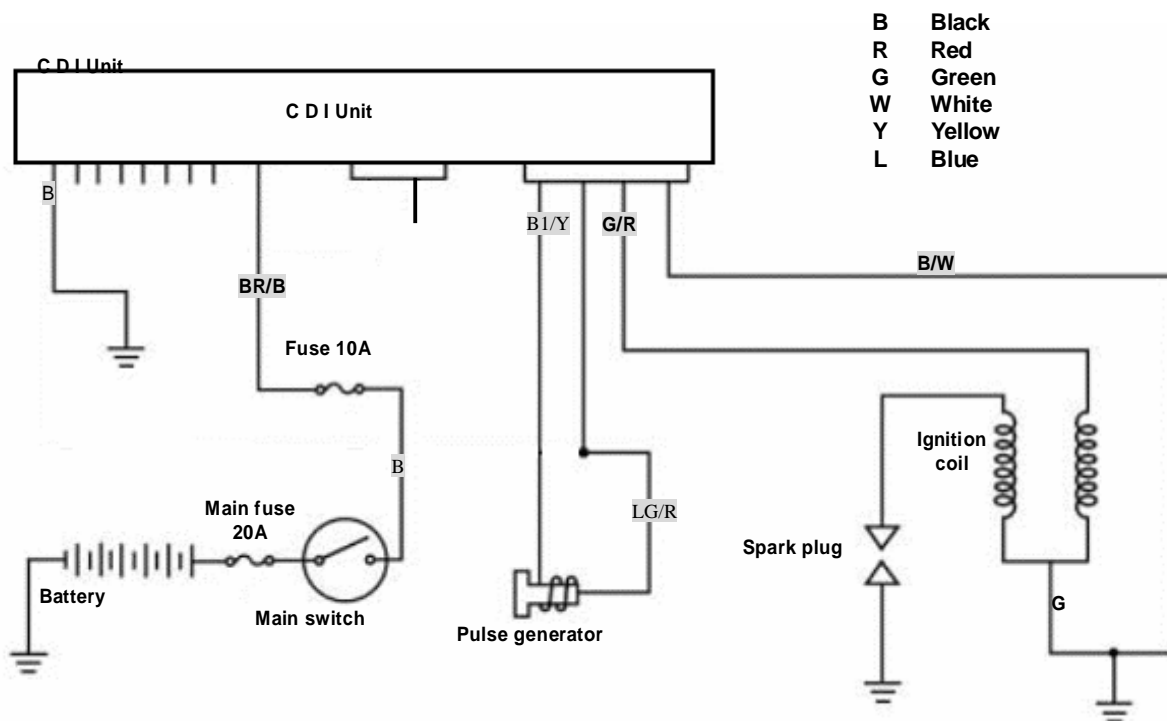 B Black
R Red
G Green
W White
Y Yellow
L Blue
C D I Unit
C D I Unit
B
B1/Y
G/R
B/W
BR/B
Fuse 10A
B
Main fuse
20A
Battery
Main switch
LG/R
Pulse generator
Ignition
coil
Spark plug
G